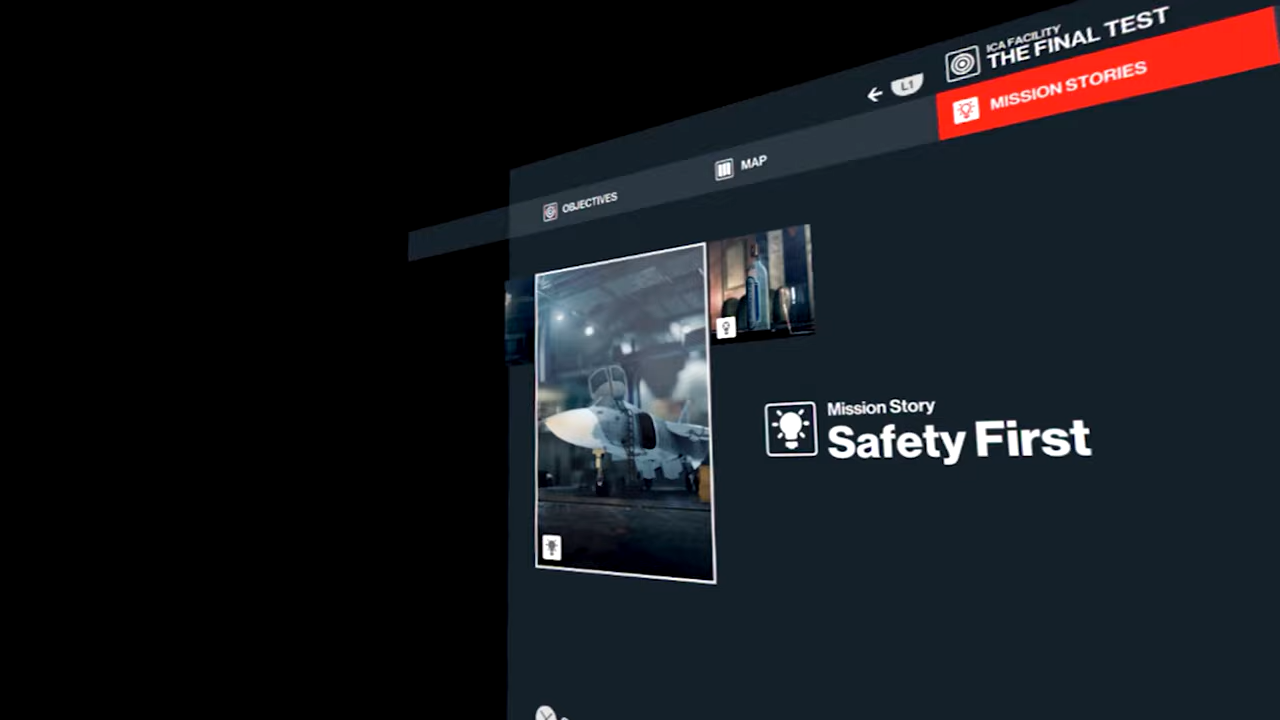 ICA FACILITY
THE FINAL TEST
L1
OBJECTIVES
MAP
MISSION STORIES
Mission Story
Safety First